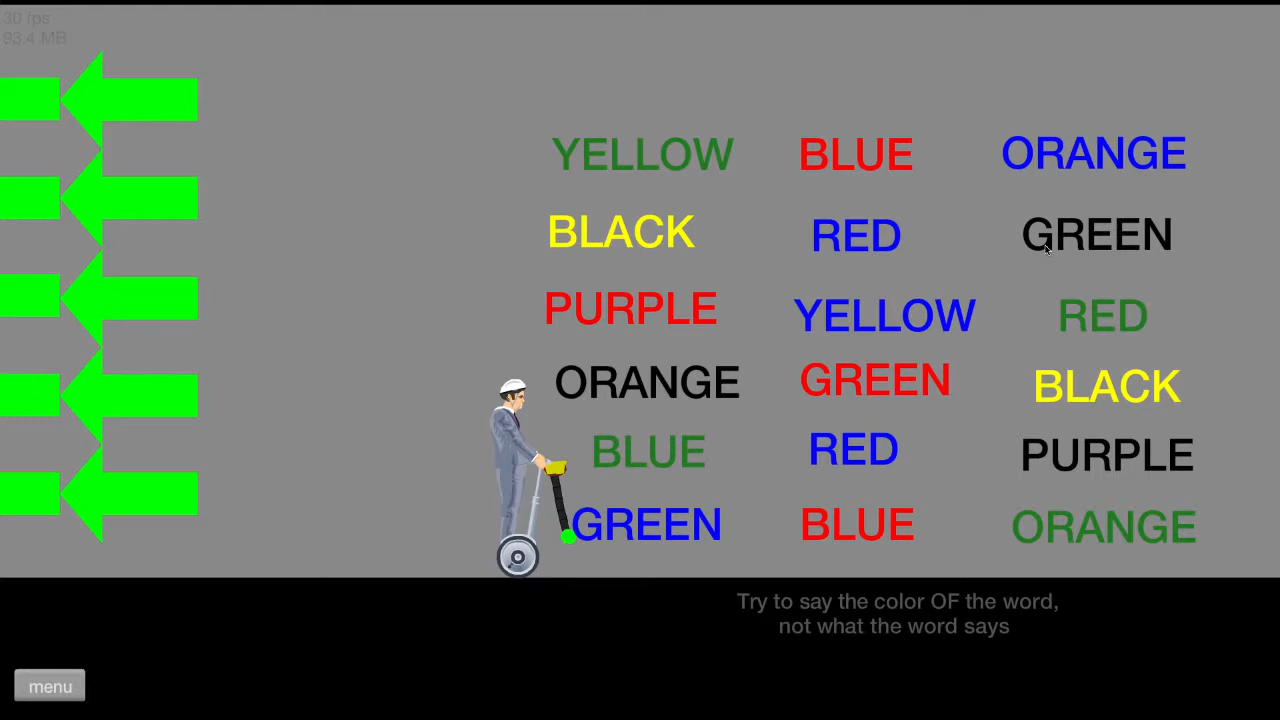 30 fps
93.4 MB
YELLOW BLUE ORANGE
BLACK RED GREEN
PURPLE YELLOW RED
ORANGE GREEN BLACK
BLUE RED PURPLE
GREEN BLUE ORANGE
Try to say the color OF the word,
not what the word says
menu